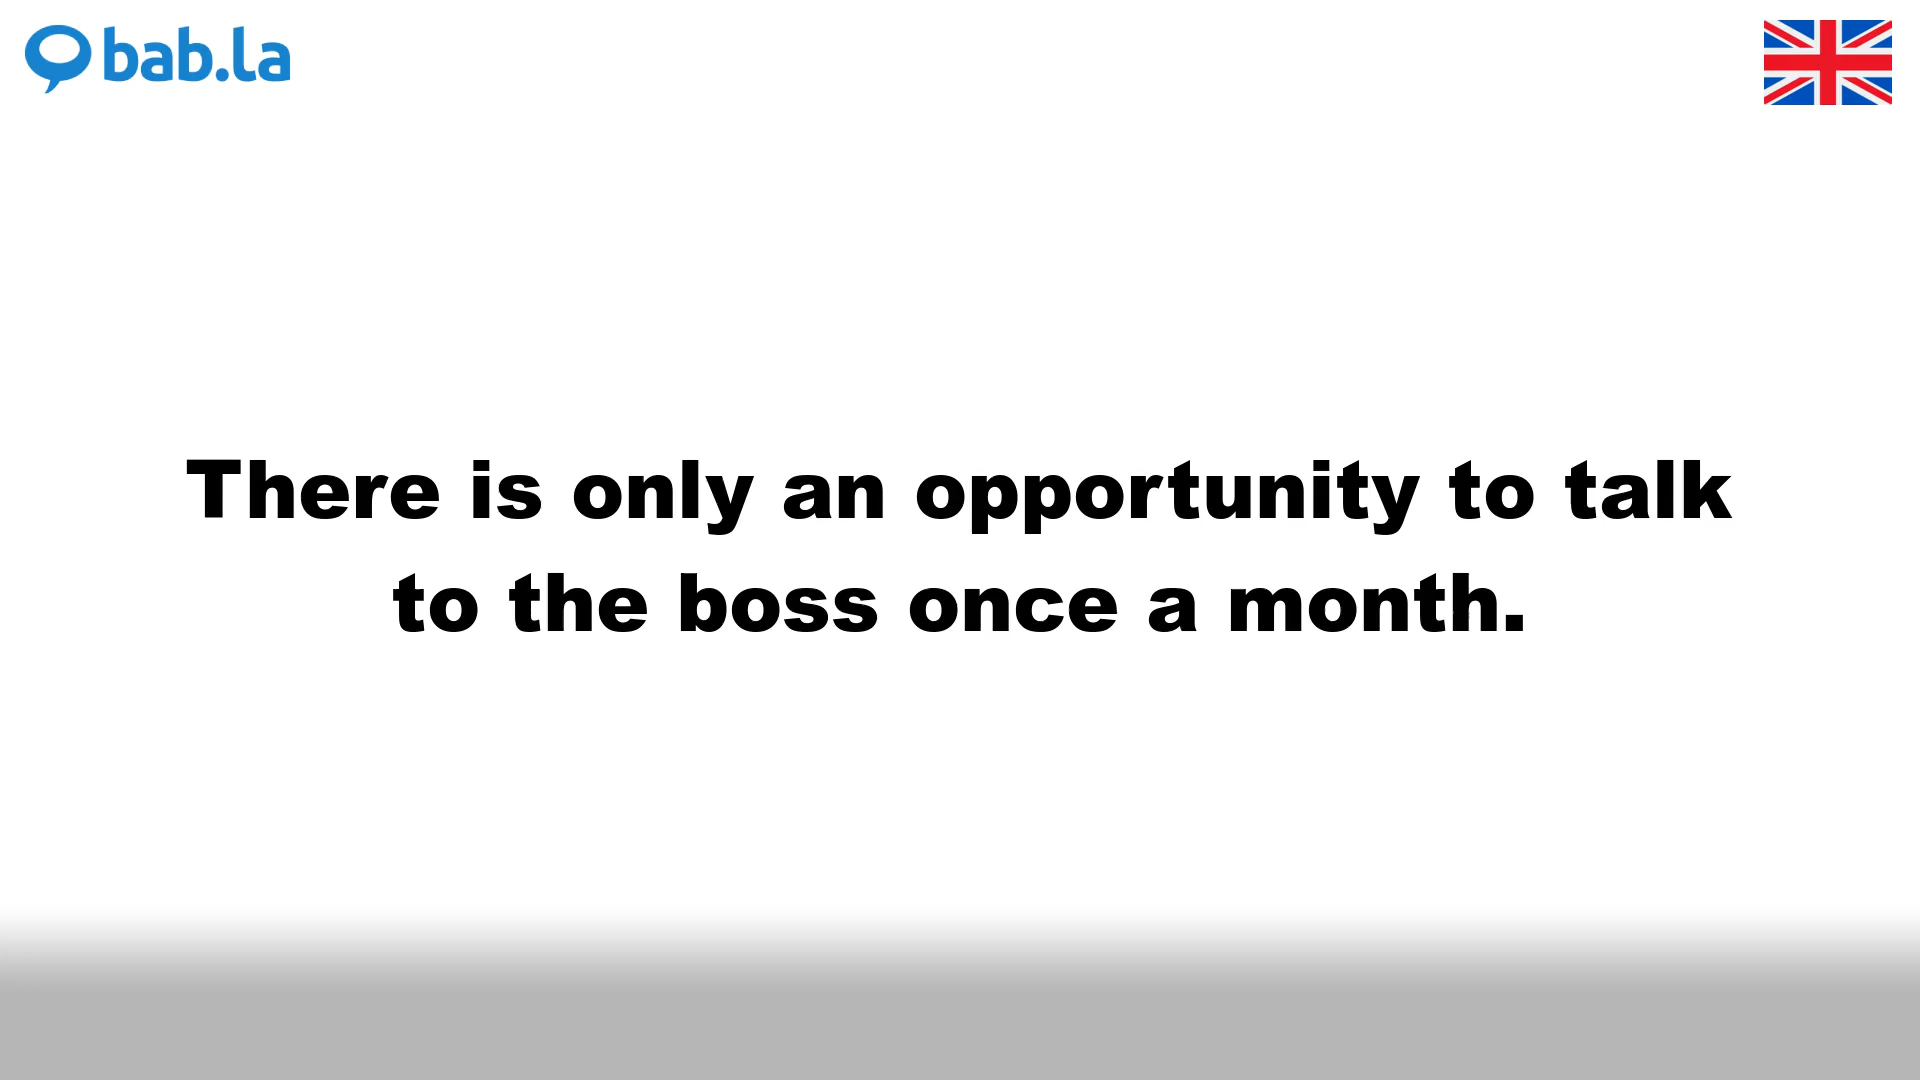 bab.la
There is only an opportunity to talk
to the boss once a month.